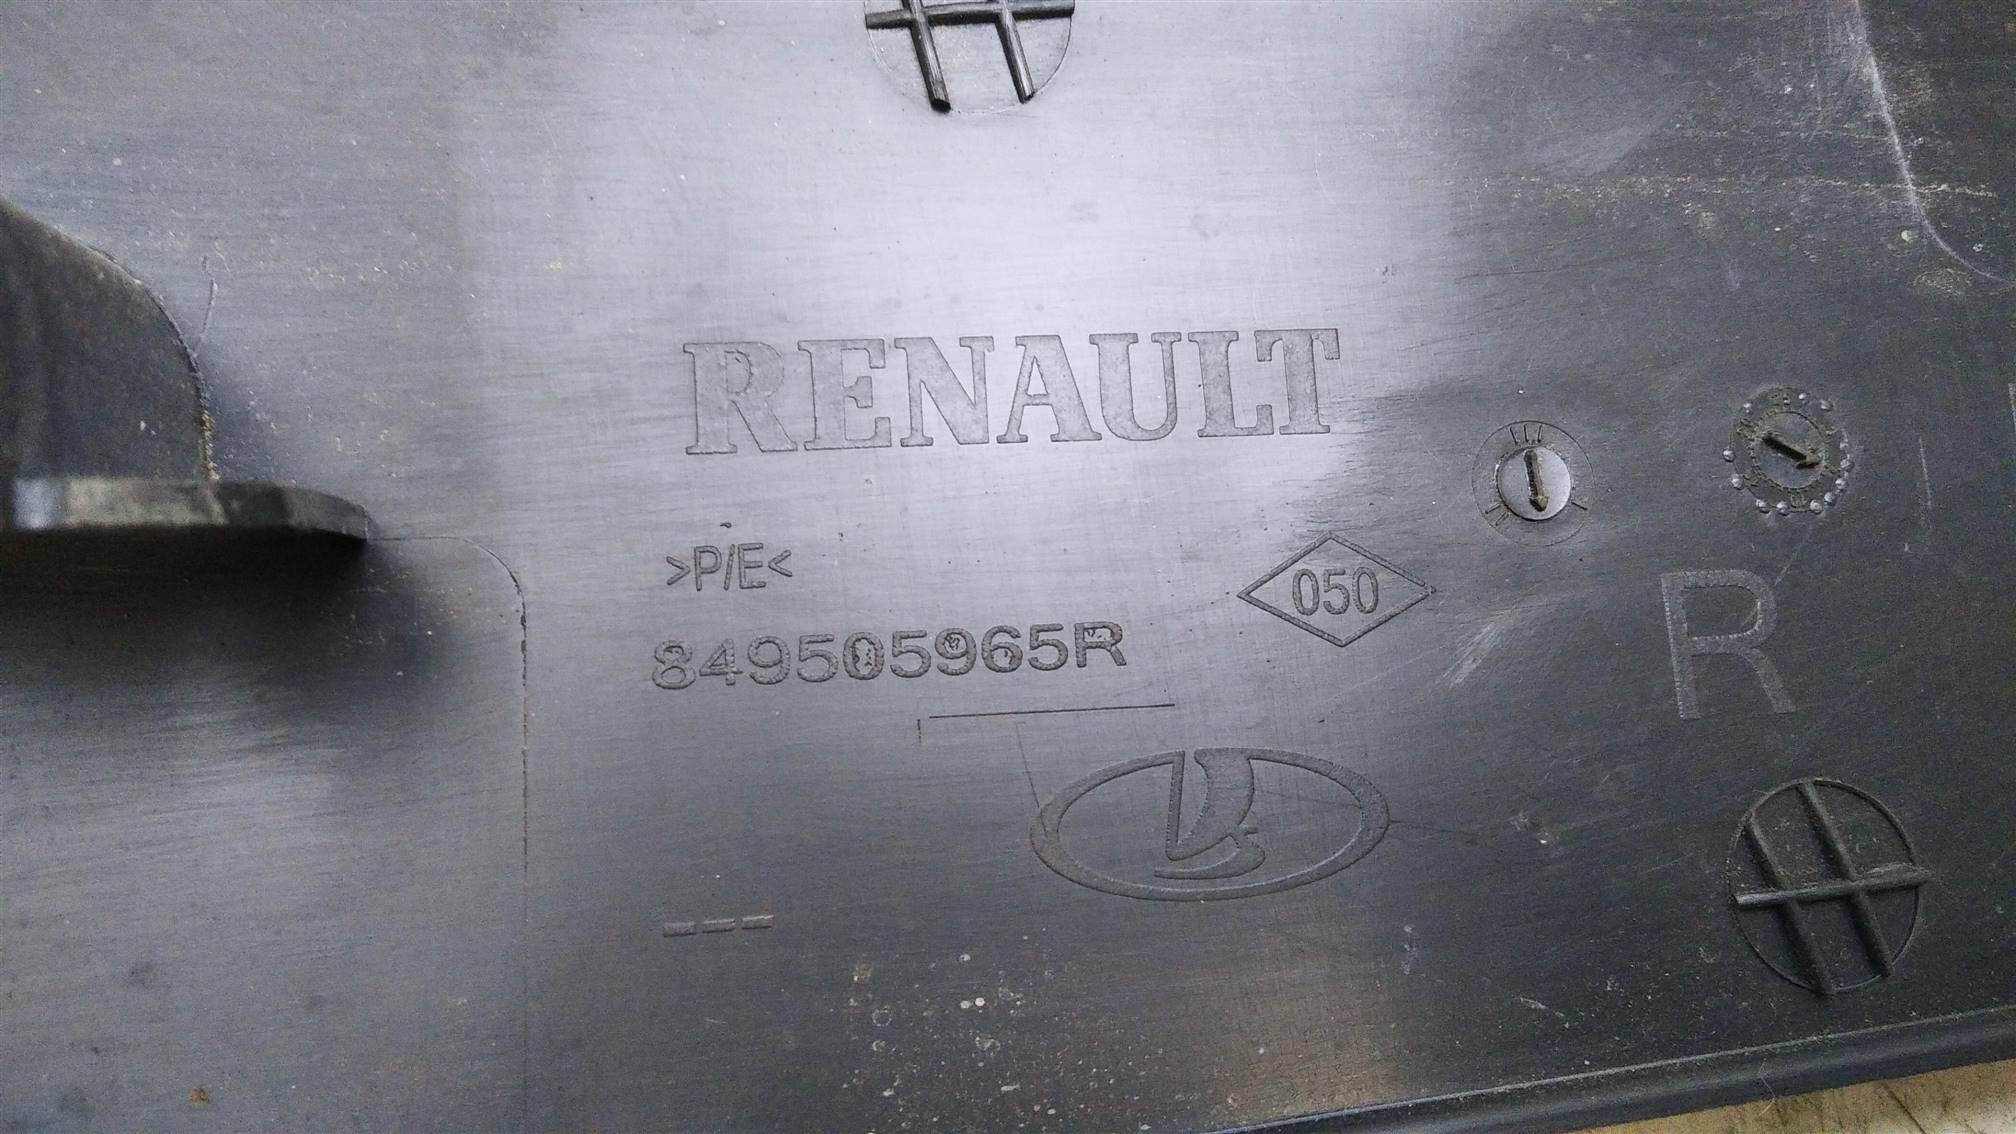 RENAULT
>P/E<
050
849505965R
R
---